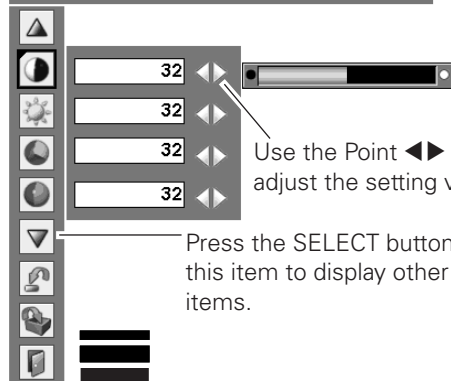 32
32
32
32
Use the Point ◀▶
adjust the setting v
Press the SELECT button
this item to display other
items.